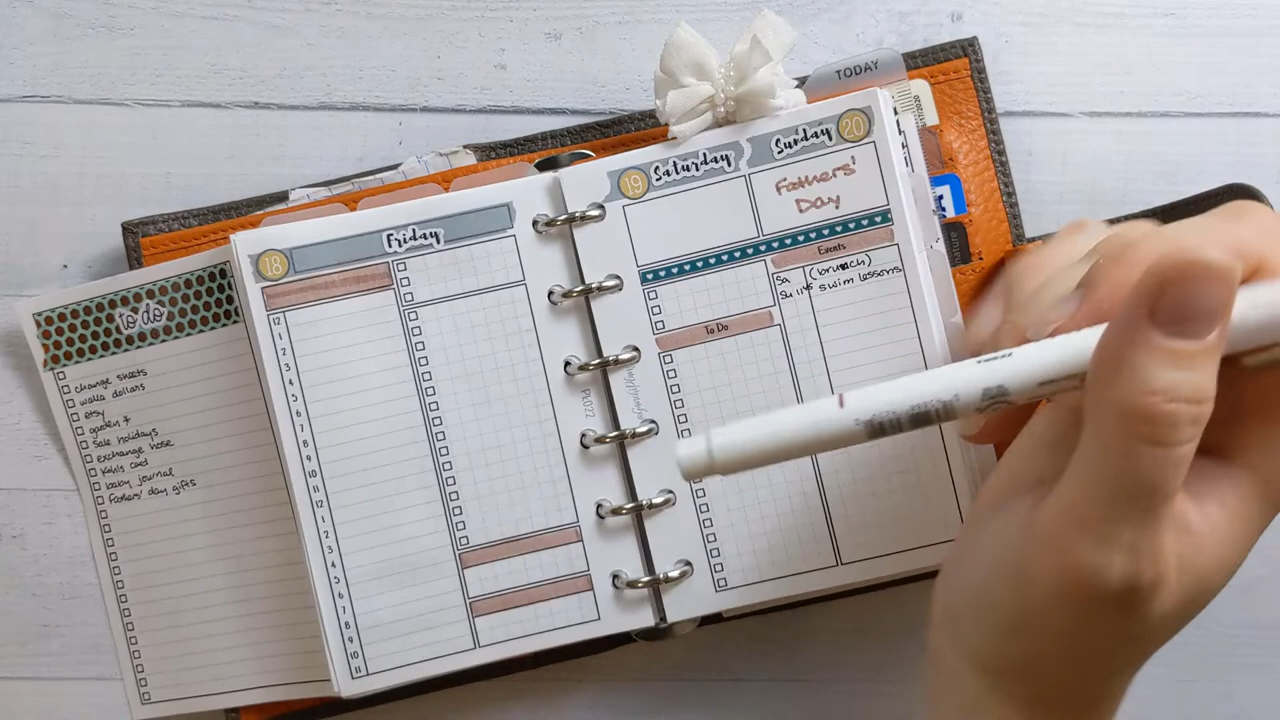 TODAY
to do
change sheets
walla dollars
etsy
garden
sale holidays
exchange hose
Kohls card
baby journal
Fathers' day gifts
18
Friday
12
1
2
3
4
5
6
7
8
9
10
11
12
1
2
3
4
5
6
7
8
9
10
11
PL022
19
Saturday
Sunday
20
Fathers'
Day
Events
Sa (brunch)
Su 11:45 swim lessons
To Do